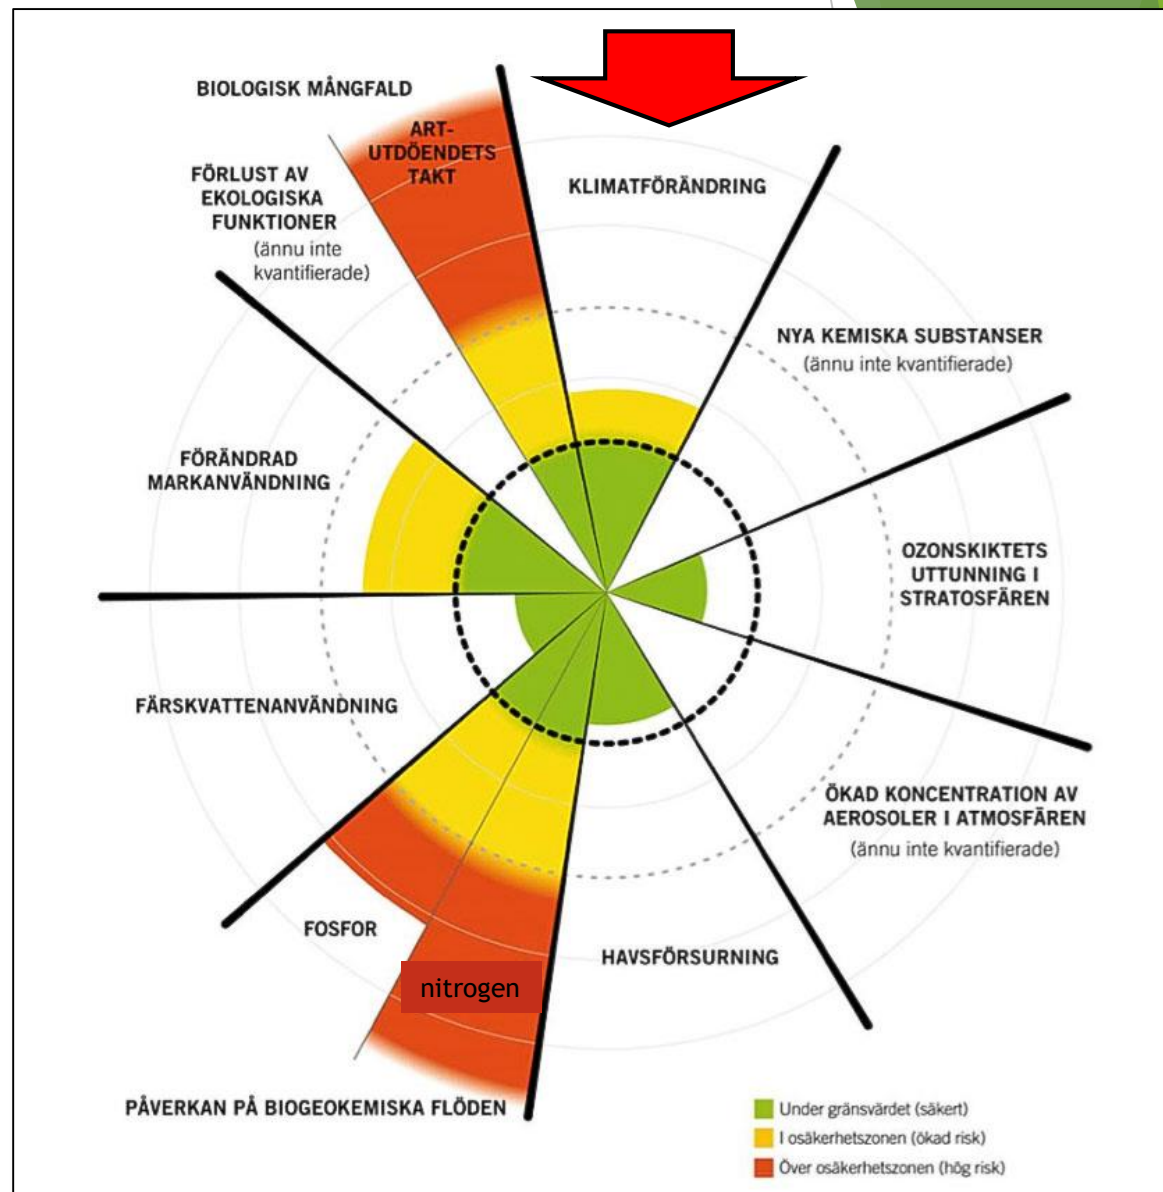 BIOLOGISK MÅNGFALD
ART-
UTDÖENDETS
TAKT
FÖRLUST AV
EKOLOGISKA
FUNKTIONER
(ännu inte
kvantifierade)
KLIMATFÖRÄNDRING
NYA KEMISKA SUBSTANSER
(ännu inte kvantifierade)
FÖRÄNDRAD
MARKANVÄNDNING
OZONSKIKTETS
UTTUNNING I
STRATOSFÄREN
FÄRSKVATTENANVÄNDNING
ÖKAD KONCENTRATION AV
AEROSOLER I ATMOSFÄREN
(ännu inte kvantifierade)
FOSFOR
nitrogen
HAVSFÖRSURNING
PÅVERKAN PÅ BIOGEOKEMISKA FLÖDEN
Under gränsvärdet (säkert)
I osäkerhetszonen (ökad risk)
Över osäkerhetszonen (hög risk)